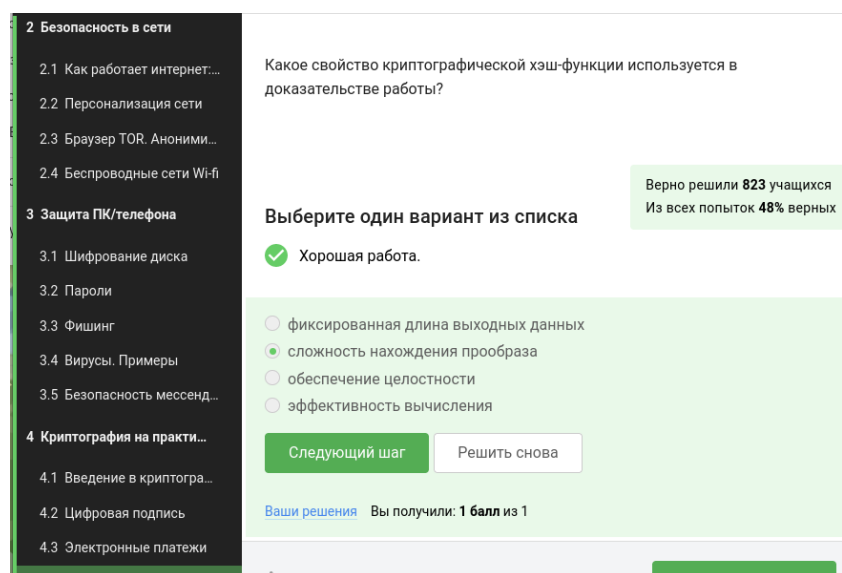 2 Безопасность в сети
2.1 Как работает интернет:...
2.2 Персонализация сети
2.3 Браузер TOR. Анонимн...
2.4 Беспроводные сети Wi-fi
3 Защита ПК/телефона
3.1 Шифрование диска
3.2 Пароли
3.3 Фишинг
3.4 Вирусы. Примеры
3.5 Безопасность мессенд...
4 Криптография на практи...
4.1 Введение в криптогра...
4.2 Цифровая подпись
4.3 Электронные платежи
Какое свойство криптографической хэш-функции используется в
доказательстве работы?
Верно решили 823 учащихся
Из всех попыток 48% верных
Выберите один вариант из списка
Хорошая работа.
фиксированная длина выходных данных
сложность нахождения прообраза
обеспечение целостности
эффективность вычисления
Следующий шаг
Решить снова
Ваши решения Вы получили: 1 балл из 1